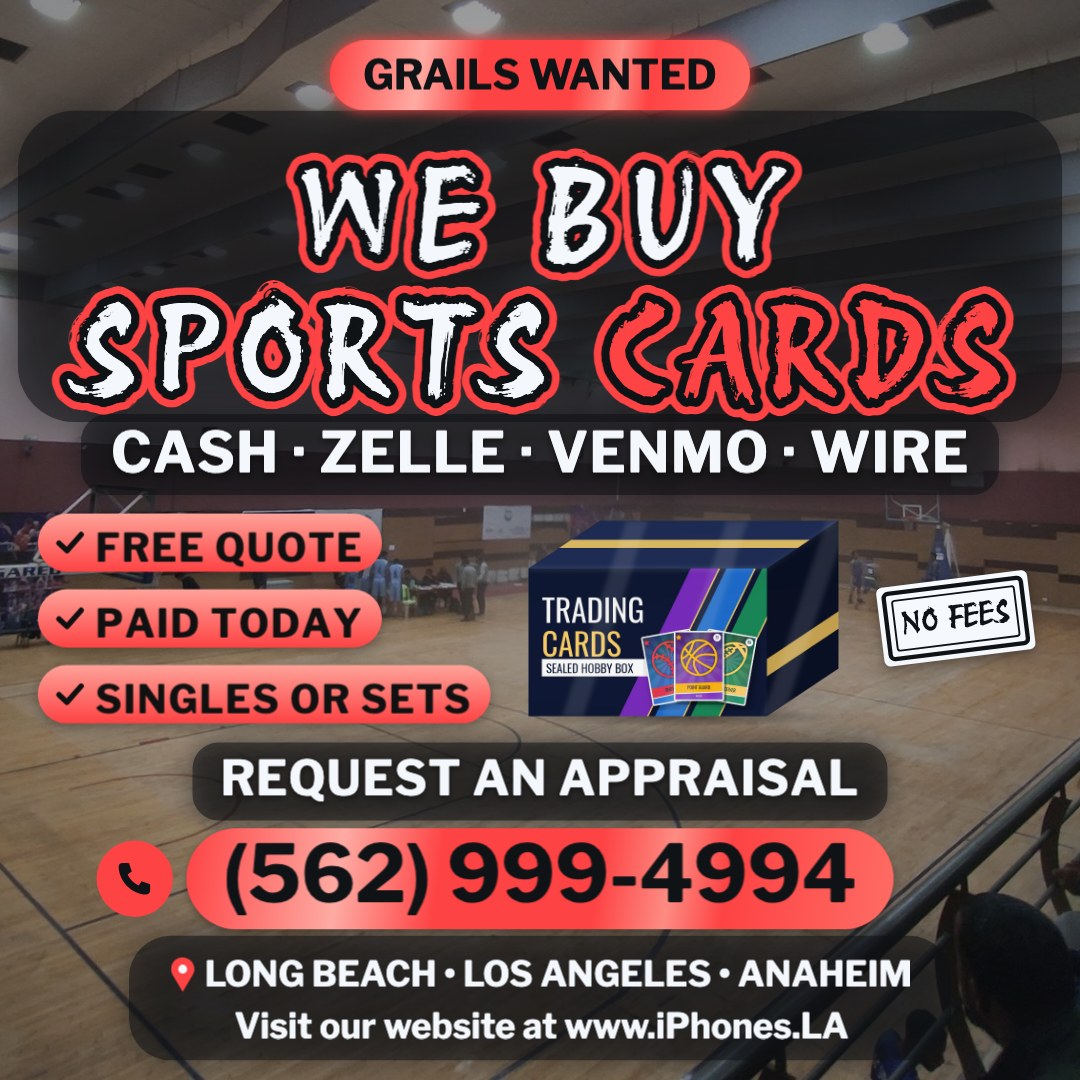 GRAILS WANTED
WE BUY
SPORTS CARDS
CASH · ZELLE · VENMO · WIRE
FREE QUOTE
PAID TODAY
SINGLES OR SETS
TRADING
CARDS
SEALED HOBBY BOX
NO FEES
REQUEST AN APPRAISAL
(562) 999-4994
LONG BEACH • LOS ANGELES • ANAHEIM
Visit our website at www.iPhones.LA